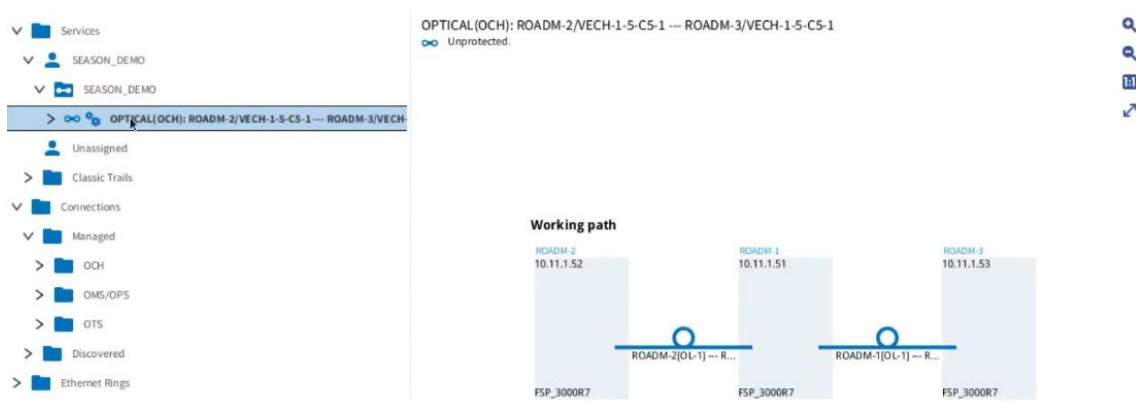 Services
SEASON_DEMO
SEASON_DEMO
OPTICAL(OCH): ROADM-2/VECH-1-5-C5-1 --- ROADM-3/VECH-
Unassigned
Classic Trails
Connections
Managed
OCH
OMS/OPS
OTS
Discovered
Ethernet Rings
OPTICAL(OCH): ROADM-2/VECH-1-5-C5-1 --- ROADM-3/VECH-1-5-C5-1
Unprotected.
Working path
ROADM-2 ROADM-1 ROADM-3
10.11.1.52 10.11.1.51 10.11.1.53
ROADM-2[OL-1] --- R... ROADM-1[OL-1] --- R...
FSP_3000R7 FSP_3000R7 FSP_3000R7